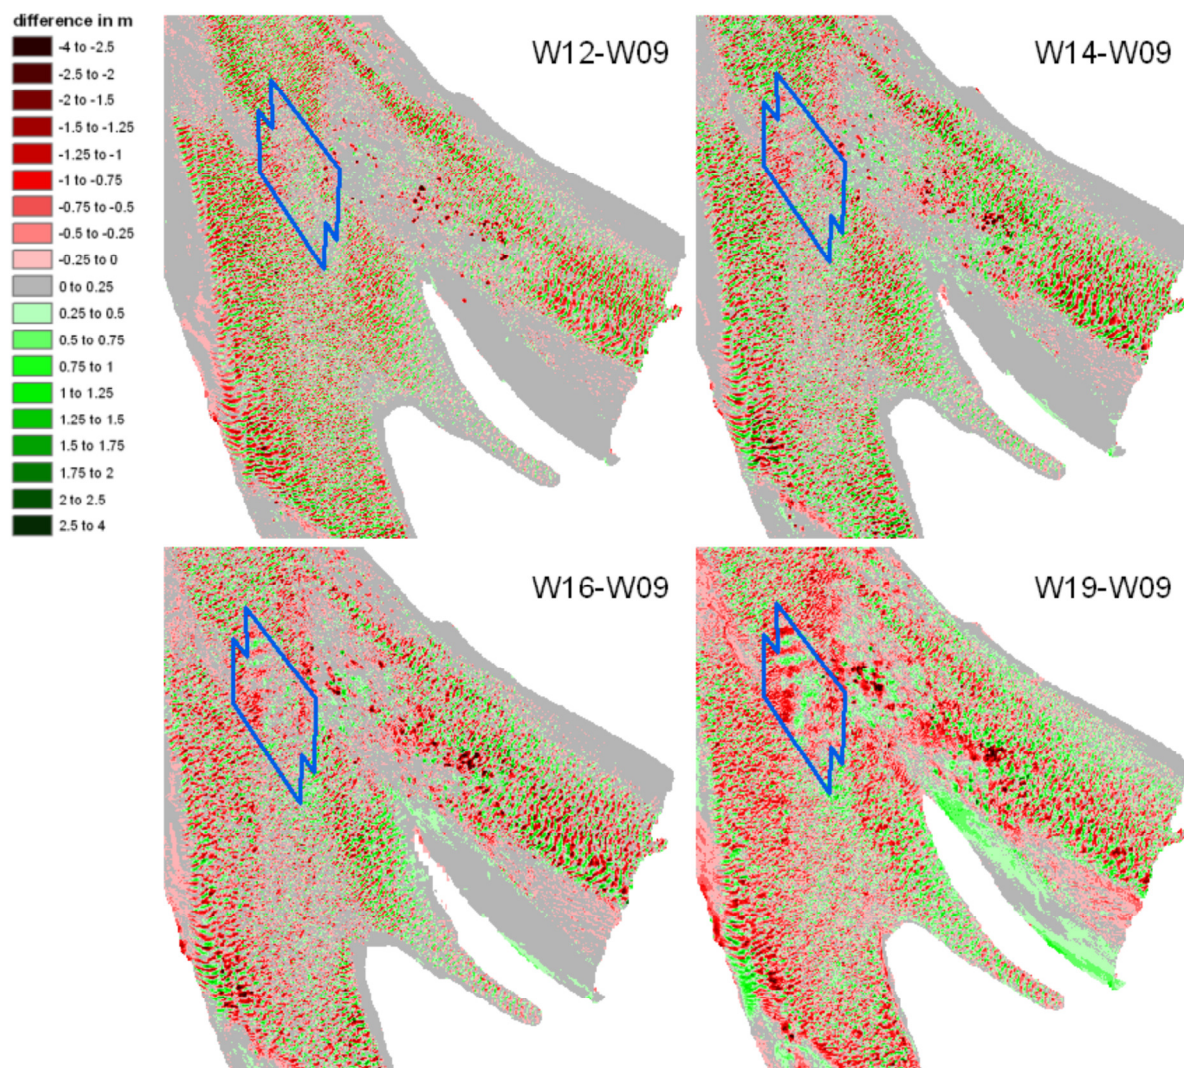 difference in m
-4 to -2.5
-2.5 to -2
-2 to -1.5
-1.5 to -1.25
-1.25 to -1
-1 to -0.75
-0.75 to -0.5
-0.5 to -0.25
-0.25 to 0
0 to 0.25
0.25 to 0.5
0.5 to 0.75
0.75 to 1
1 to 1.25
1.25 to 1.5
1.5 to 1.75
1.75 to 2
2 to 2.5
2.5 to 4
W12-W09
W14-W09
W16-W09
W19-W09